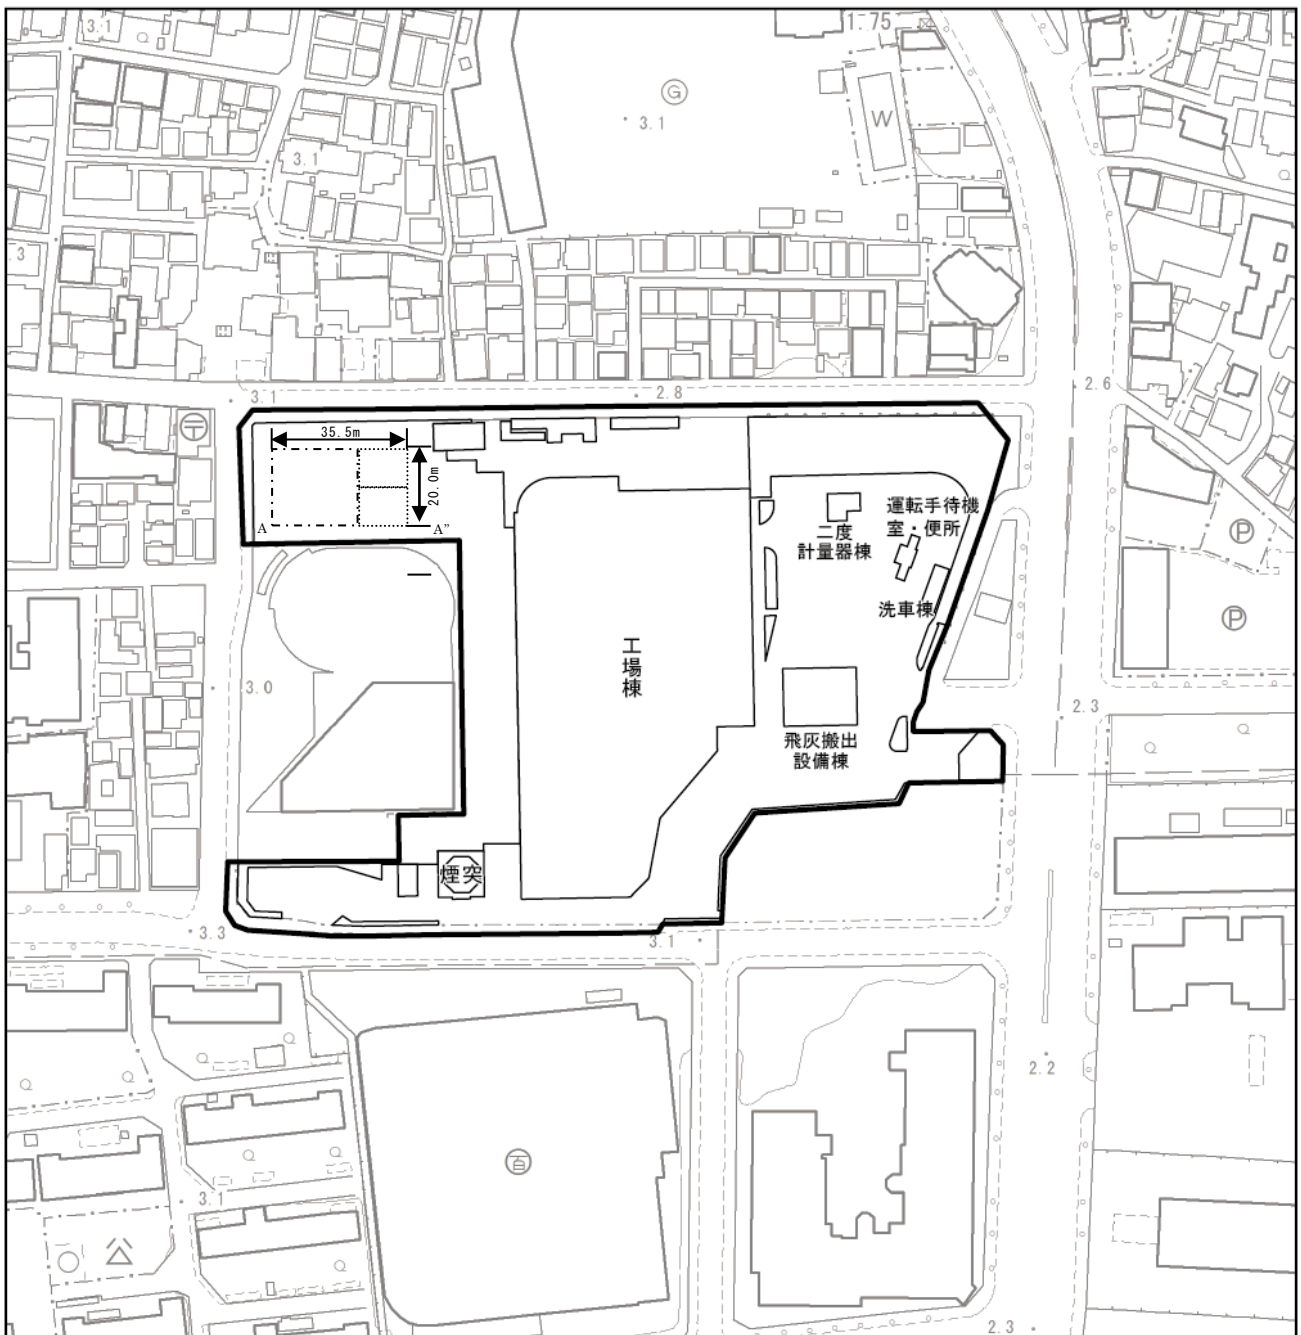 3.1
1.75
P
G
3.1
W
3.1
.3
3.1
2.8
2.6
〒
35.5m
20.0m
A
A"
二度
計量器棟
運転手待機
室・便所
P
洗車棟
P
工
場
棟
3.0
2.3
飛灰搬出
設備棟
煙突
3.3
3.1
2.2
百
3.1
2.3